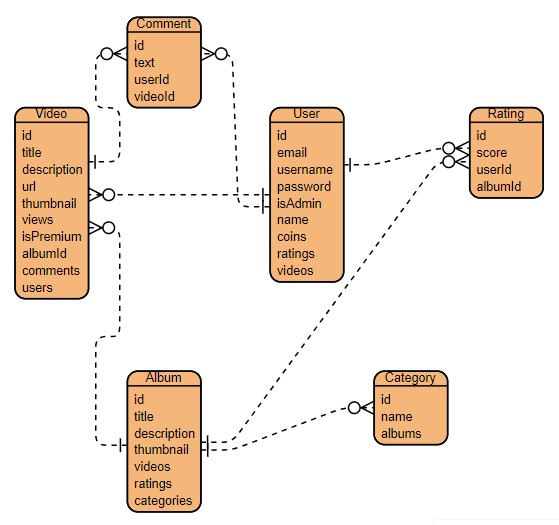 Comment
id
text
userId
videoId
Video
id
title
description
url
thumbnail
views
isPremium
albumId
comments
users
User
id
email
username
password
isAdmin
name
coins
ratings
videos
Rating
id
score
userId
albumId
Album
id
title
description
thumbnail
videos
ratings
categories
Category
id
name
albums